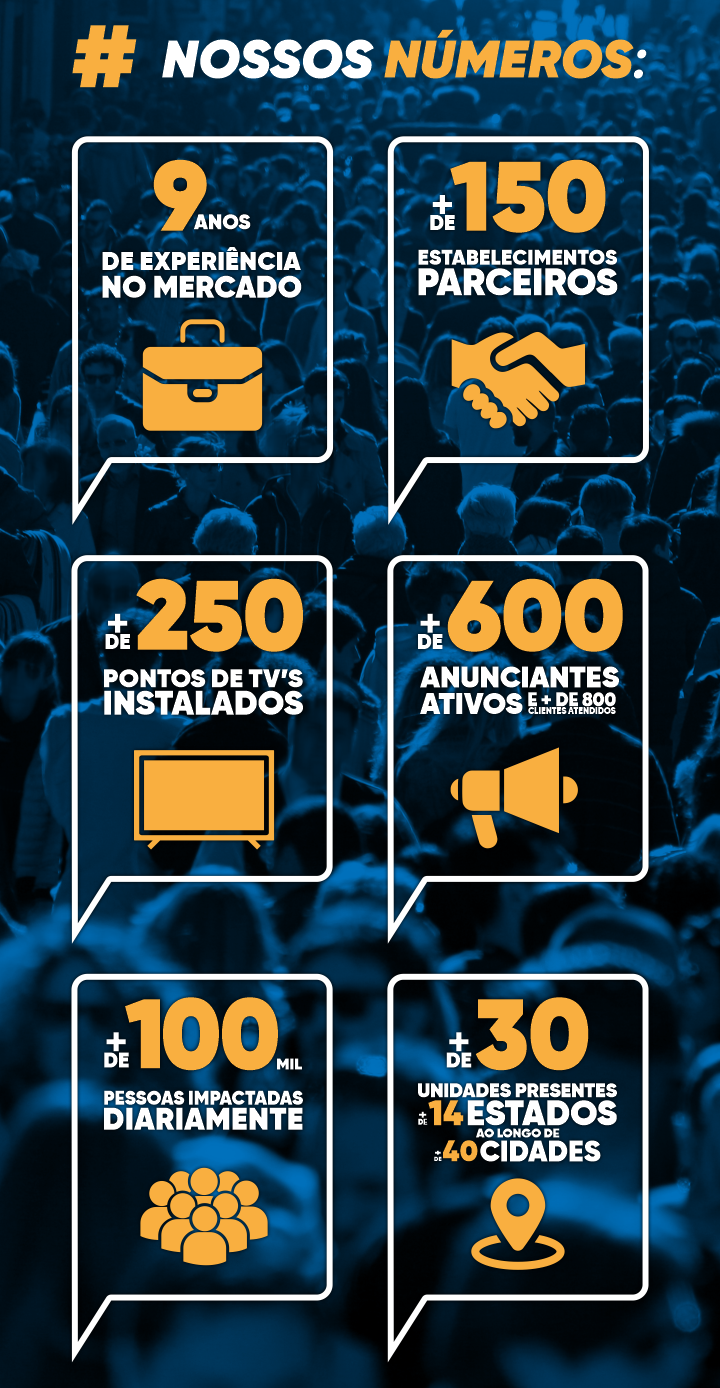 # NOSSOS NÚMEROS:
9 ANOS
DE EXPERIÊNCIA
NO MERCADO
+ DE 150
ESTABELECIMENTOS
PARCEIROS
+ DE 250
PONTOS DE TV'S
INSTALADOS
+ DE 600
ANUNCIANTES
ATIVOS E + DE 800
CLIENTES ATENDIDOS
+ DE 100 MIL
PESSOAS IMPACTADAS
DIARIAMENTE
+ DE 30
UNIDADES PRESENTES
+ DE 14 ESTADOS
AO LONGO DE
+ DE 40 CIDADES